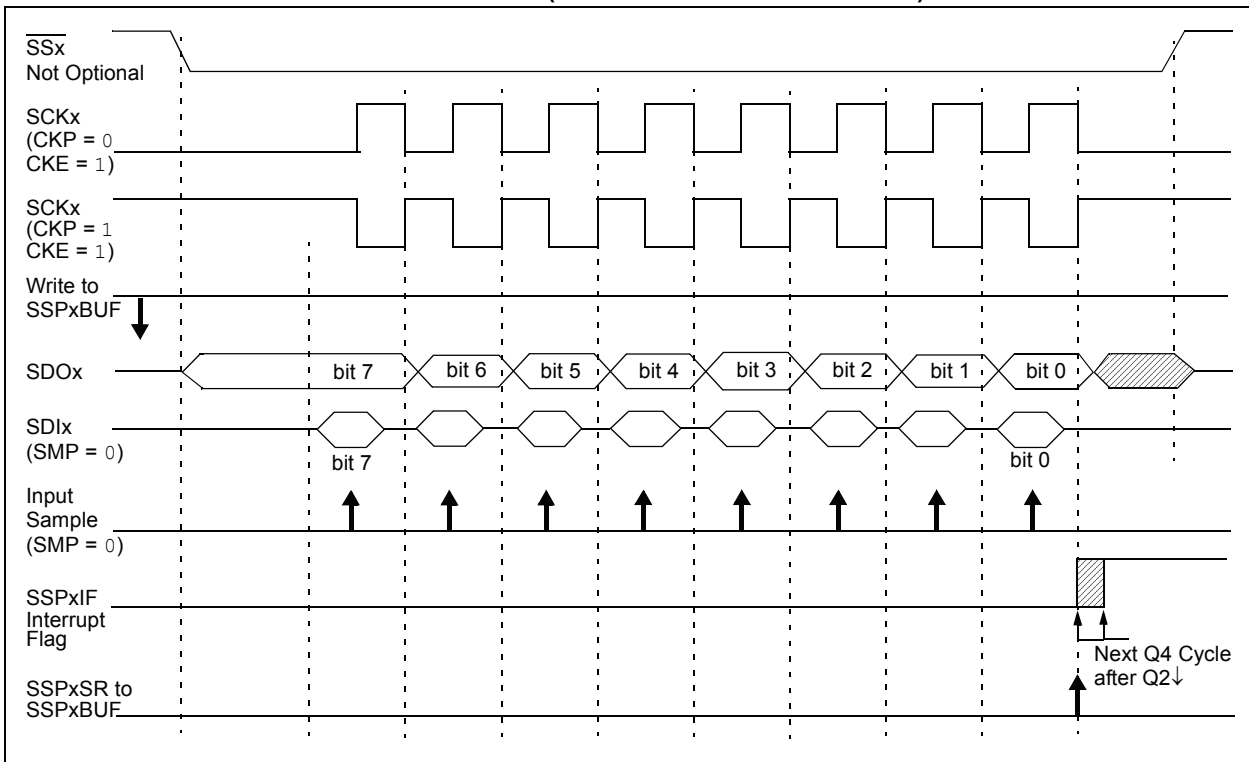 SSx
Not Optional
SCKx
(CKP = 0
CKE = 1)
SCKx
(CKP = 1
CKE = 1)
Write to
SSPxBUF
SDOx
bit 7
bit 6
bit 5
bit 4
bit 3
bit 2
bit 1
bit 0
SDIx
(SMP = 0)
bit 7
bit 0
Input
Sample
(SMP = 0)
SSPxIF
Interrupt
Flag
Next Q4 Cycle
after Q2↓
SSPxSR to
SSPxBUF